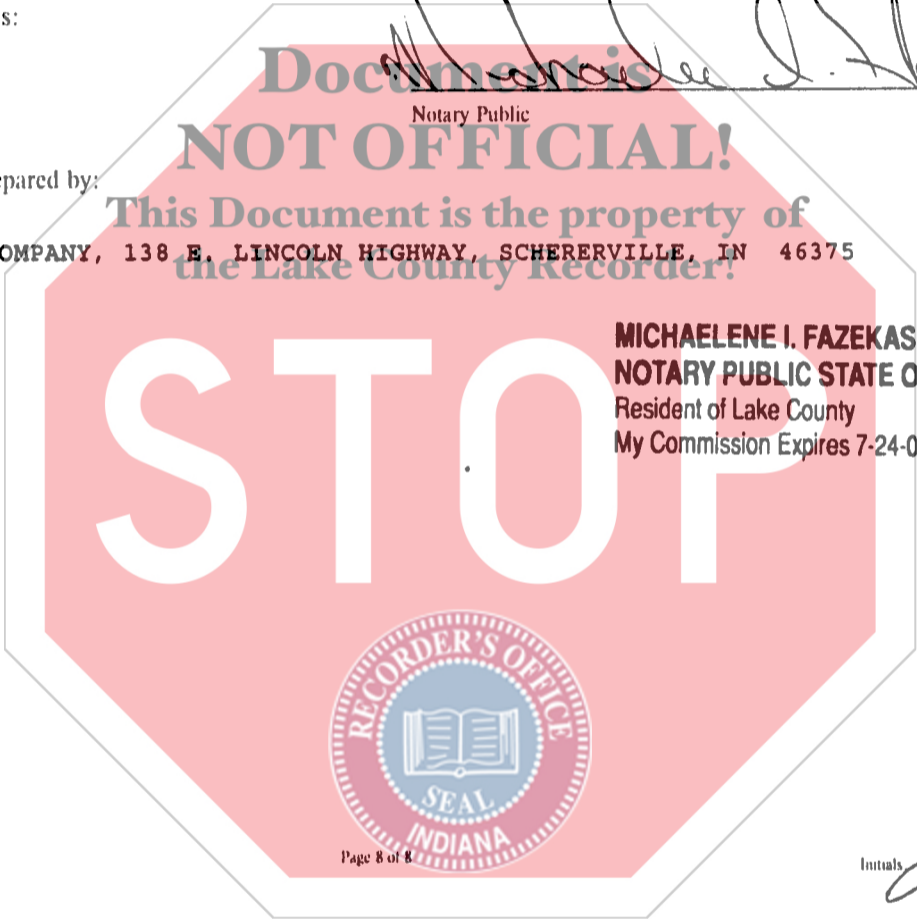 s:
Document is
Notary Public
NOT OFFICIAL!
epared by:
This Document is the property of
OMPANY, 138 E. LINCOLN HIGHWAY, SCHERERVILLE, IN 46375
the Lake County Recorder!
MICHAELENE I. FAZEKAS
NOTARY PUBLIC STATE O
Resident of Lake County
My Commission Expires 7-24-0
STOP
RECORDER'S OFFICE
SEAL
INDIANA
Page 8 of 8
Initials